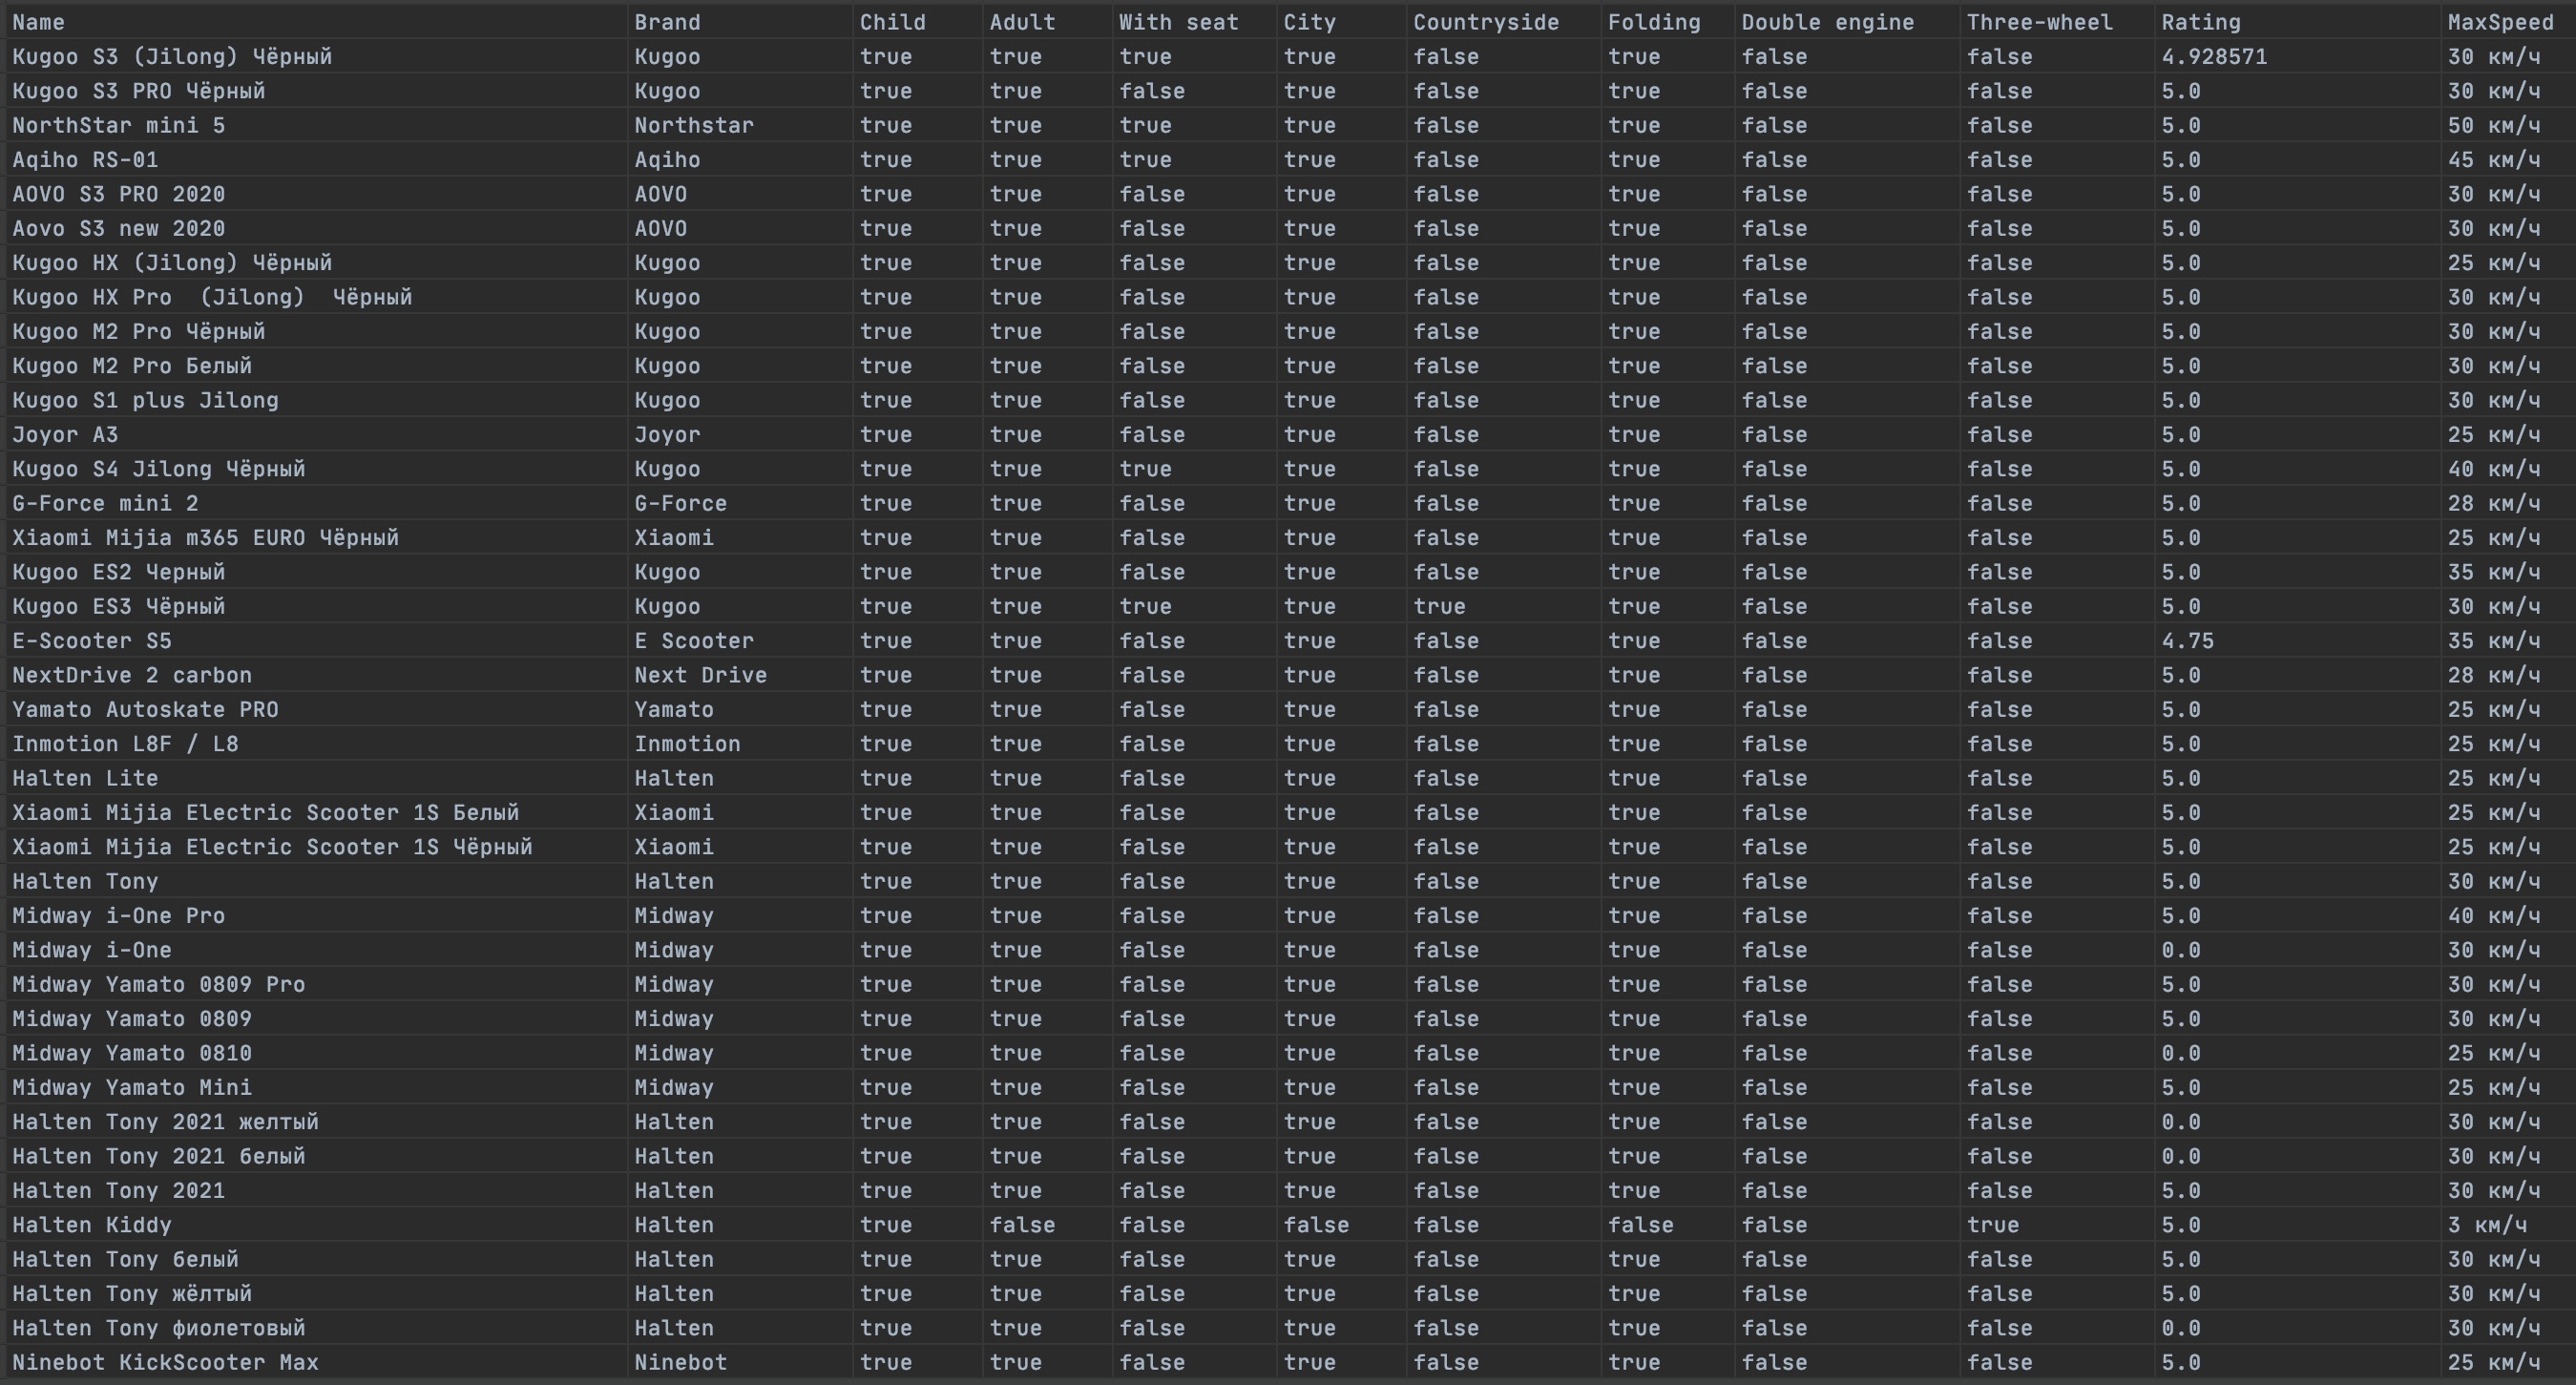 Name Brand Child Adult With seat City Countryside Folding Double engine Three-wheel Rating MaxSpeed
Kugoo S3 (Jilong) Чёрный Kugoo true true true true false true false false 4.928571 30 км/ч
Kugoo S3 PRO Чёрный Kugoo true true false true false true false false 5.0 30 км/ч
NorthStar mini 5 Northstar true true true true false true false false 5.0 50 км/ч
Aqiho RS-01 Aqiho true true true true false true false false 5.0 45 км/ч
AOVO S3 PRO 2020 AOVO true true false true false true false false 5.0 30 км/ч
Aovo S3 new 2020 AOVO true true false true false true false false 5.0 30 км/ч
Kugoo HX (Jilong) Чёрный Kugoo true true false true false true false false 5.0 25 км/ч
Kugoo HX Pro  (Jilong)  Чёрный Kugoo true true false true false true false false 5.0 30 км/ч
Kugoo M2 Pro Чёрный Kugoo true true false true false true false false 5.0 30 км/ч
Kugoo M2 Pro Белый Kugoo true true false true false true false false 5.0 30 км/ч
Kugoo S1 plus Jilong Kugoo true true false true false true false false 5.0 30 км/ч
Joyor A3 Joyor true true false true false true false false 5.0 25 км/ч
Kugoo S4 Jilong Чёрный Kugoo true true true true false true false false 5.0 40 км/ч
G-Force mini 2 G-Force true true false true false true false false 5.0 28 км/ч
Xiaomi Mijia m365 EURO Чёрный Xiaomi true true false true false true false false 5.0 25 км/ч
Kugoo ES2 Черный Kugoo true true false true false true false false 5.0 35 км/ч
Kugoo ES3 Чёрный Kugoo true true true true true true false false 5.0 30 км/ч
E-Scooter S5 E Scooter true true false true false true false false 4.75 35 км/ч
NextDrive 2 carbon Next Drive true true false true false true false false 5.0 28 км/ч
Yamato Autoskate PRO Yamato true true false true false true false false 5.0 25 км/ч
Inmotion L8F / L8 Inmotion true true false true false true false false 5.0 25 км/ч
Halten Lite Halten true true false true false true false false 5.0 25 км/ч
Xiaomi Mijia Electric Scooter 1S Белый Xiaomi true true false true false true false false 5.0 25 км/ч
Xiaomi Mijia Electric Scooter 1S Чёрный Xiaomi true true false true false true false false 5.0 25 км/ч
Halten Tony Halten true true false true false true false false 5.0 30 км/ч
Midway i-One Pro Midway true true false true false true false false 5.0 40 км/ч
Midway i-One Midway true true false true false true false false 0.0 30 км/ч
Midway Yamato 0809 Pro Midway true true false true false true false false 5.0 30 км/ч
Midway Yamato 0809 Midway true true false true false true false false 5.0 30 км/ч
Midway Yamato 0810 Midway true true false true false true false false 0.0 25 км/ч
Midway Yamato Mini Midway true true false true false true false false 5.0 25 км/ч
Halten Tony 2021 желтый Halten true true false true false true false false 0.0 30 км/ч
Halten Tony 2021 белый Halten true true false true false true false false 0.0 30 км/ч
Halten Tony 2021 Halten true true false true false true false false 5.0 30 км/ч
Halten Kiddy Halten true false false false false false false true 5.0 3 км/ч
Halten Tony белый Halten true true false true false true false false 5.0 30 км/ч
Halten Tony жёлтый Halten true true false true false true false false 5.0 30 км/ч
Halten Tony фиолетовый Halten true true false true false true false false 0.0 30 км/ч
Ninebot KickScooter Max Ninebot true true false true false true false false 5.0 25 км/ч